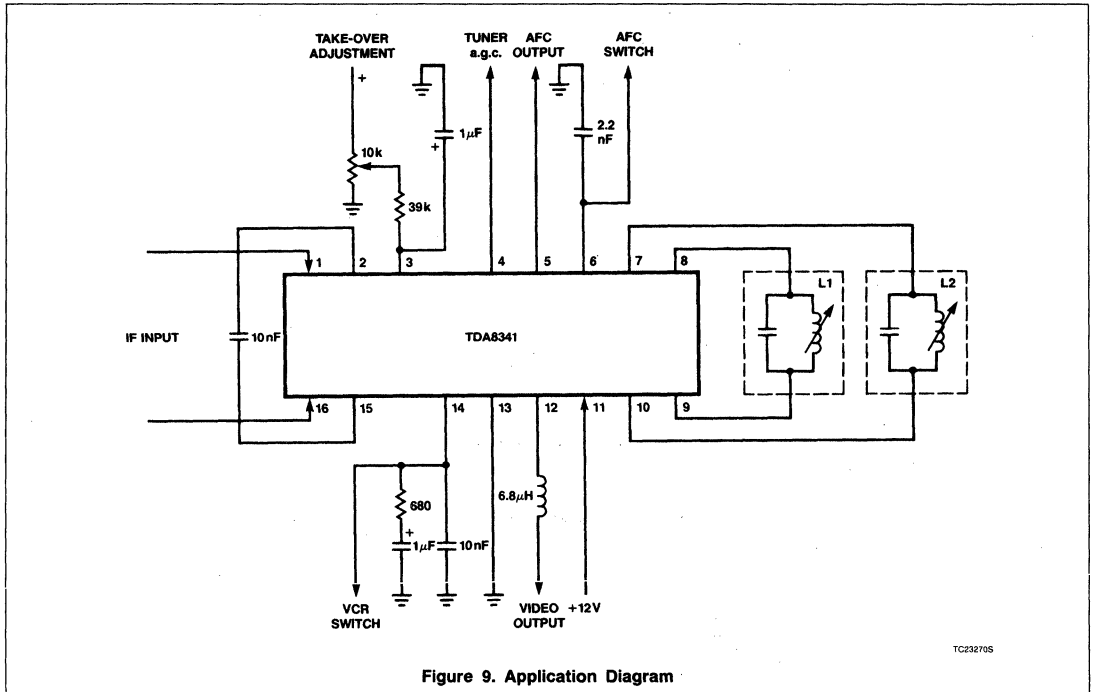 TAKE-OVER
ADJUSTMENT
TUNER
a.g.c.
AFC
OUTPUT
AFC
SWITCH
+
1μF
+
2.2
nF
10k
39k
1
2
3
4
5
6
7
8
L1
L2
IF INPUT
10nF
TDA8341
16
15
14
13
12
11
10
9
680
+
1μF
10nF
6.8μH
VCR
SWITCH
VIDEO
OUTPUT
+12V
TC23270S
Figure 9. Application Diagram